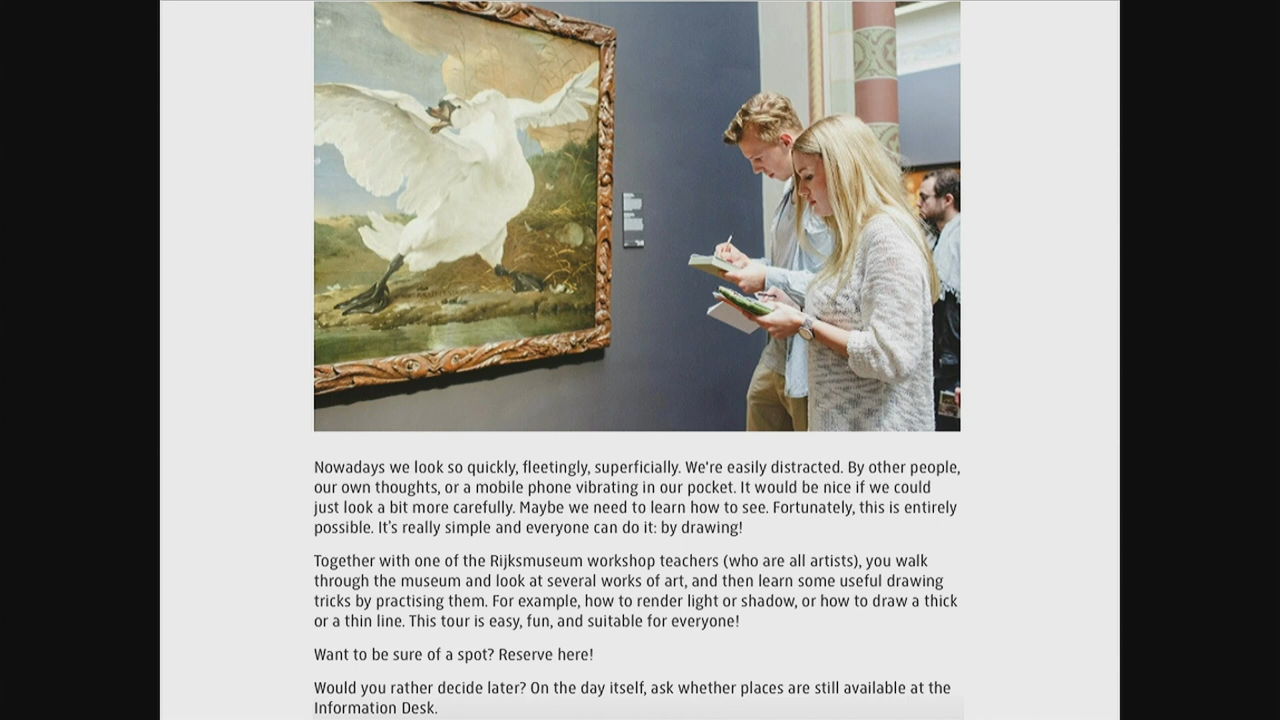 Nowadays we look so quickly, fleetingly, superficially. We're easily distracted. By other people,
our own thoughts, or a mobile phone vibrating in our pocket. It would be nice if we could
just look a bit more carefully. Maybe we need to learn how to see. Fortunately, this is entirely
possible. It's really simple and everyone can do it: by drawing!
Together with one of the Rijksmuseum workshop teachers (who are all artists), you walk
through the museum and look at several works of art, and then learn some useful drawing
tricks by practising them. For example, how to render light or shadow, or how to draw a thick
or a thin line. This tour is easy, fun, and suitable for everyone!
Want to be sure of a spot? Reserve here!
Would you rather decide later? On the day itself, ask whether places are still available at the
Information Desk.